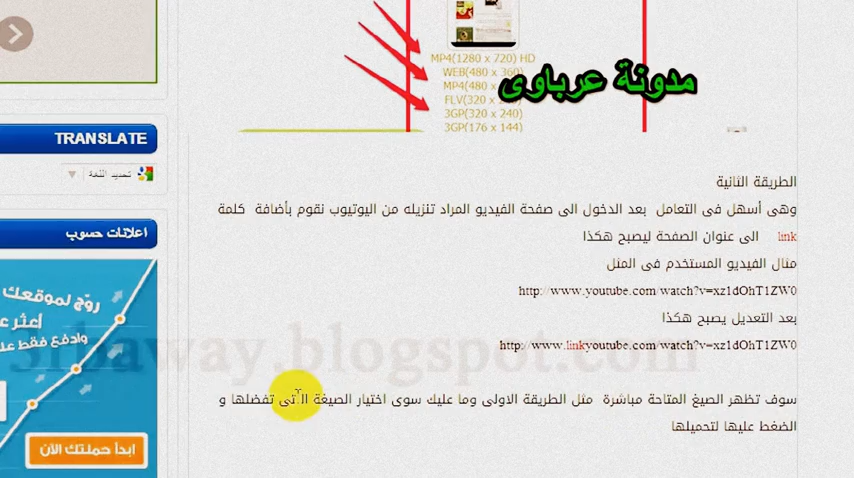 MP4(1280 x 720) HD
WEB(480 x 360)
MP4(480 x
FLV(320 x
3GP(320 x 240)
3GP(176 x 144)
مدونة عرباوى
TRANSLATE
تحديد اللغة
اعلانات حسوب
روّج لموقعك
وادفع فقط
ابدأ حملتك الآن
الطريقة الثانية
وهى أسهل فى التعامل بعد الدخول الى صفحة الفيديو المراد تنزيله من اليوتيوب نقوم بأضافة كلمة
link الى عنوان الصفحة ليصبح هكذا
مثال الفيديو المستخدم فى المثل
http://www.youtube.com/watch?v=xz1dOhT1ZW0
بعد التعديل يصبح هكذا
http://www.linkyoutube.com/watch?v=xz1dOhT1ZW0
3rbaway.blogspot.com
سوف تظهر الصيغ المتاحة مباشرة مثل الطريقة الاولى وما عليك سوى اختيار الصيغة التى تفضلها و
الضغط عليها لتحميلها